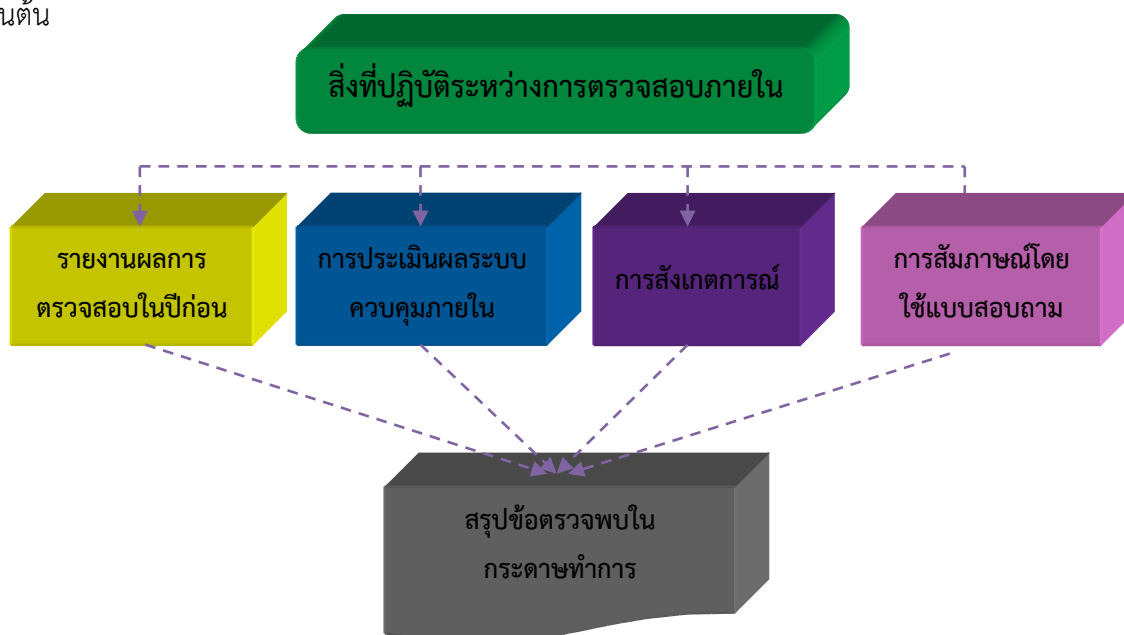 นต้น
สิ่งที่ปฏิบัติระหว่างการตรวจสอบภายใน
รายงานผลการ
ตรวจสอบในปีก่อน
การประเมินผลระบบ
ควบคุมภายใน
การสังเกตการณ์
การสัมภาษณ์โดย
ใช้แบบสอบถาม
สรุปข้อตรวจพบใน
กระดาษทำการ